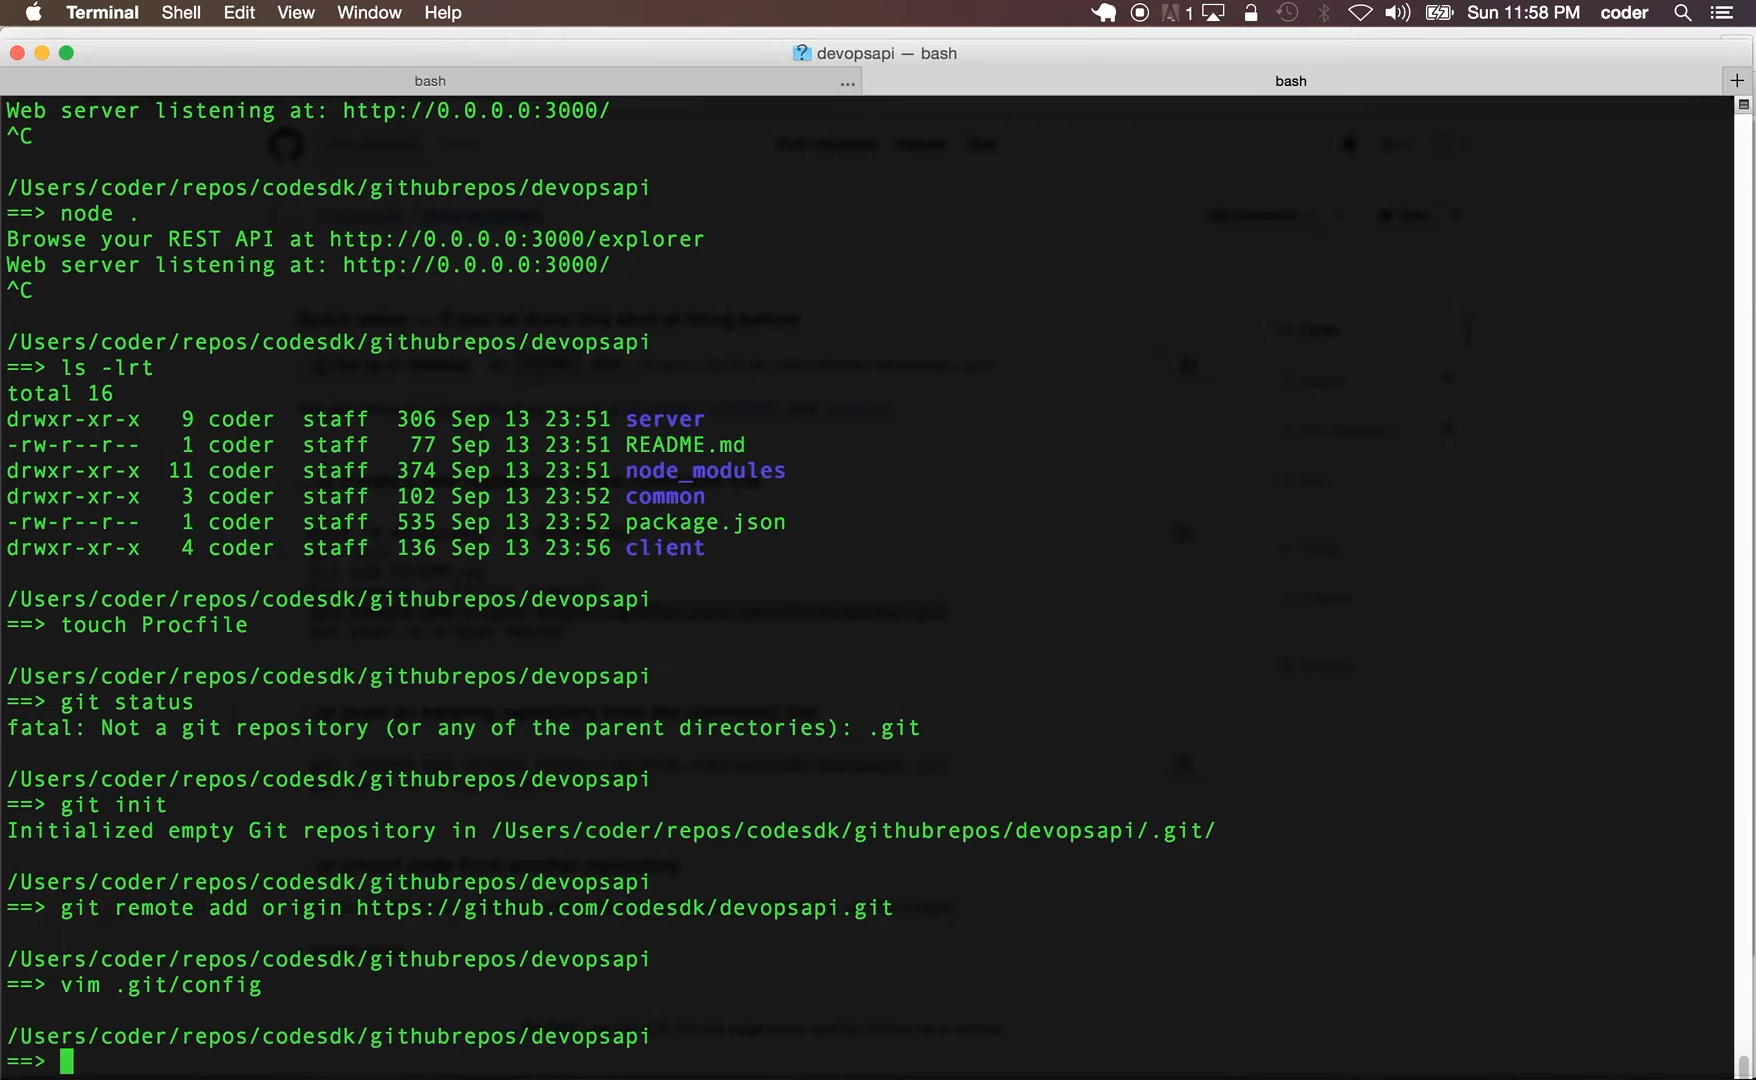 Terminal Shell Edit View Window Help 1 Sun 11:58 PM coder
devopsapi — bash
bash ... bash +
Web server listening at: http://0.0.0.0:3000/
^C
/Users/coder/repos/codesdk/githubrepos/devopsapi
==> node .
Browse your REST API at http://0.0.0.0:3000/explorer
Web server listening at: http://0.0.0.0:3000/
^C
/Users/coder/repos/codesdk/githubrepos/devopsapi
==> ls -lrt
total 16
drwxr-xr-x   9 coder  staff  306 Sep 13 23:51 server
-rw-r--r--   1 coder  staff   77 Sep 13 23:51 README.md
drwxr-xr-x  11 coder  staff  374 Sep 13 23:51 node_modules
drwxr-xr-x   3 coder  staff  102 Sep 13 23:52 common
-rw-r--r--   1 coder  staff  535 Sep 13 23:52 package.json
drwxr-xr-x   4 coder  staff  136 Sep 13 23:56 client
/Users/coder/repos/codesdk/githubrepos/devopsapi
==> touch Procfile
/Users/coder/repos/codesdk/githubrepos/devopsapi
==> git status
fatal: Not a git repository (or any of the parent directories): .git
/Users/coder/repos/codesdk/githubrepos/devopsapi
==> git init
Initialized empty Git repository in /Users/coder/repos/codesdk/githubrepos/devopsapi/.git/
/Users/coder/repos/codesdk/githubrepos/devopsapi
==> git remote add origin https://github.com/codesdk/devopsapi.git
/Users/coder/repos/codesdk/githubrepos/devopsapi
==> vim .git/config
/Users/coder/repos/codesdk/githubrepos/devopsapi
==>